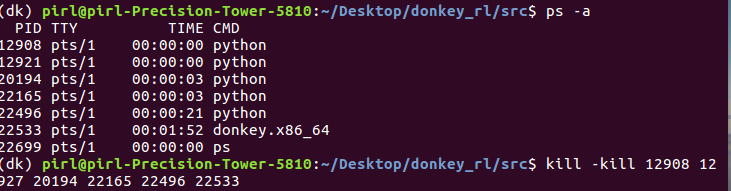 (dk) pirl@pirl-Precision-Tower-5810:~/Desktop/donkey_rl/src$ ps -a
  PID TTY          TIME CMD
12908 pts/1    00:00:00 python
12921 pts/1    00:00:00 python
20194 pts/1    00:00:03 python
22165 pts/1    00:00:03 python
22496 pts/1    00:00:21 python
22533 pts/1    00:01:52 donkey.x86_64
22699 pts/1    00:00:00 ps
(dk) pirl@pirl-Precision-Tower-5810:~/Desktop/donkey_rl/src$ kill -kill 12908 12
927 20194 22165 22496 22533